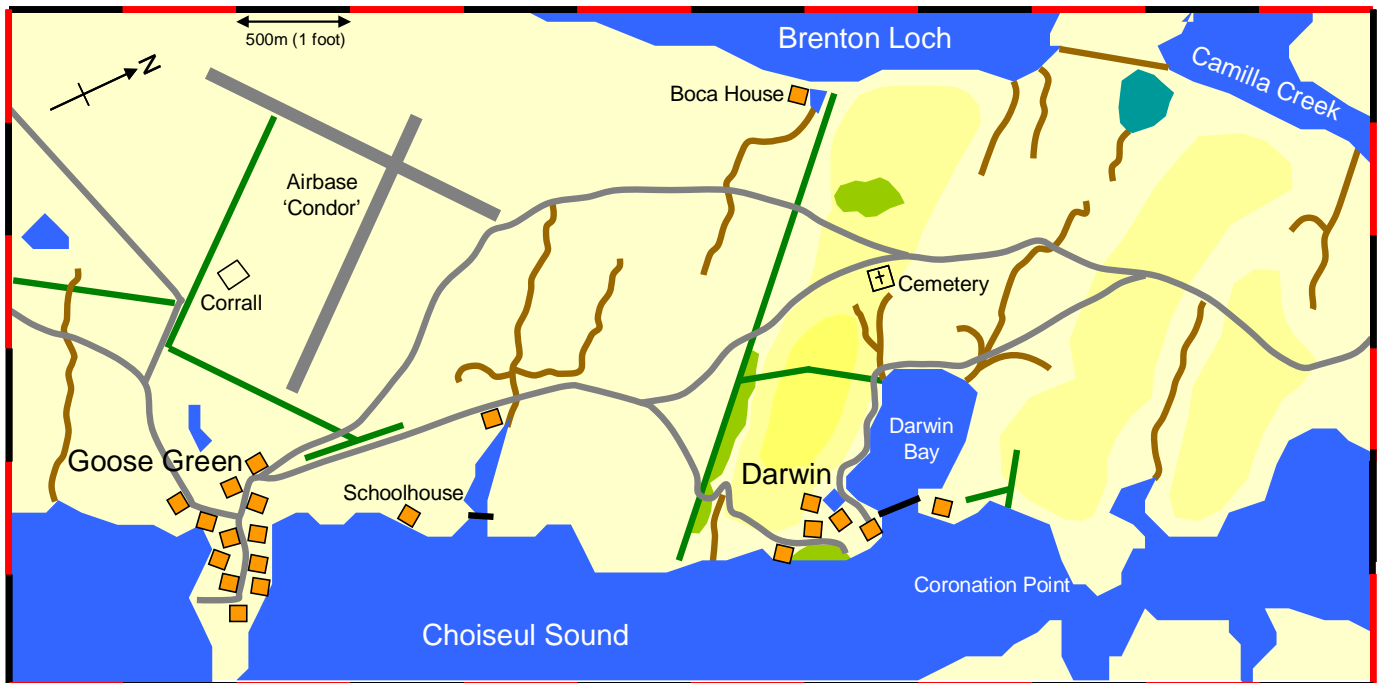 500m (1 foot)
N
Brenton Loch
Camilla Creek
Boca House
Airbase
‘Condor’
Corrall
Cemetery
Darwin
Bay
Goose Green
Darwin
Schoolhouse
Coronation Point
Choiseul Sound